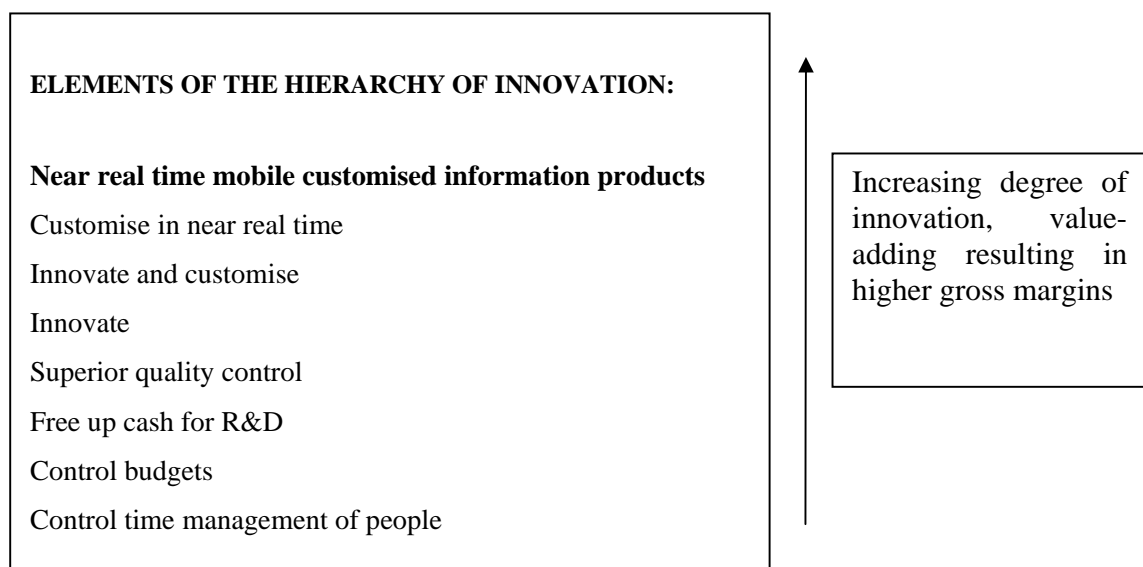 ELEMENTS OF THE HIERARCHY OF INNOVATION:
Near real time mobile customised information products
Customise in near real time
Innovate and customise
Innovate
Superior quality control
Free up cash for R&D
Control budgets
Control time management of people
Increasing degree of
innovation, value-
adding resulting in
higher gross margins